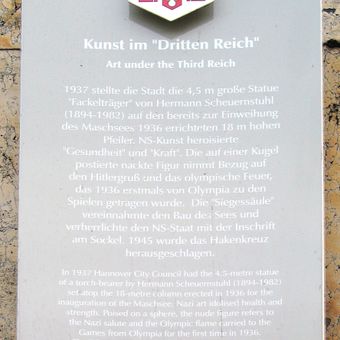 Kunst im "Dritten Reich"
Art under the Third Reich
1937 stellte die Stadt die 4,5 m große Statue
"Fackelträger" von Hermann Scheuernstuhl
(1894-1982) auf den bereits zur Einweihung
des Maschsees 1936 errichteten 18 m hohen
Pfeiler. NS-Kunst heroisierte
"Gesundheit" und "Kraft". Die auf einer Kugel
postierte nackte Figur nimmt Bezug auf
den Hitlergruß und das olympische Feuer,
das 1936 erstmals von Olympia zu den
Spielen getragen wurde. Die "Siegessäule"
vereinnahmte den Bau des Sees und
verherrlichte den NS-Staat mit der Inschrift
am Sockel. 1945 wurde das Hakenkreuz
herausgeschlagen.
In 1937 Hannover City Council had the 4.5-metre statue
of a torch-bearer by Hermann Scheuernstuhl (1894-1982)
set atop the 18-metre column erected in 1936 for the
inauguration of the Maschsee. Nazi art idolised health and
strength. Poised on a sphere, the nude figure refers to
the Nazi salute and the Olympic flame carried to the
Games from Olympia for the first time in 1936.